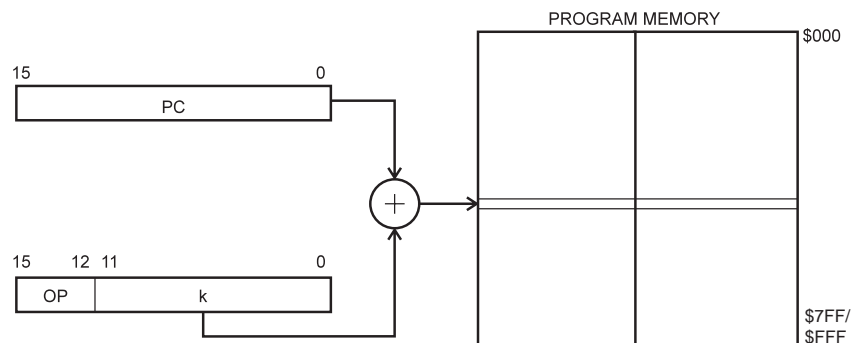 PROGRAM MEMORY
$000
15 0
PC
+
15 12 11 0
OP k
$7FF/
$FFF